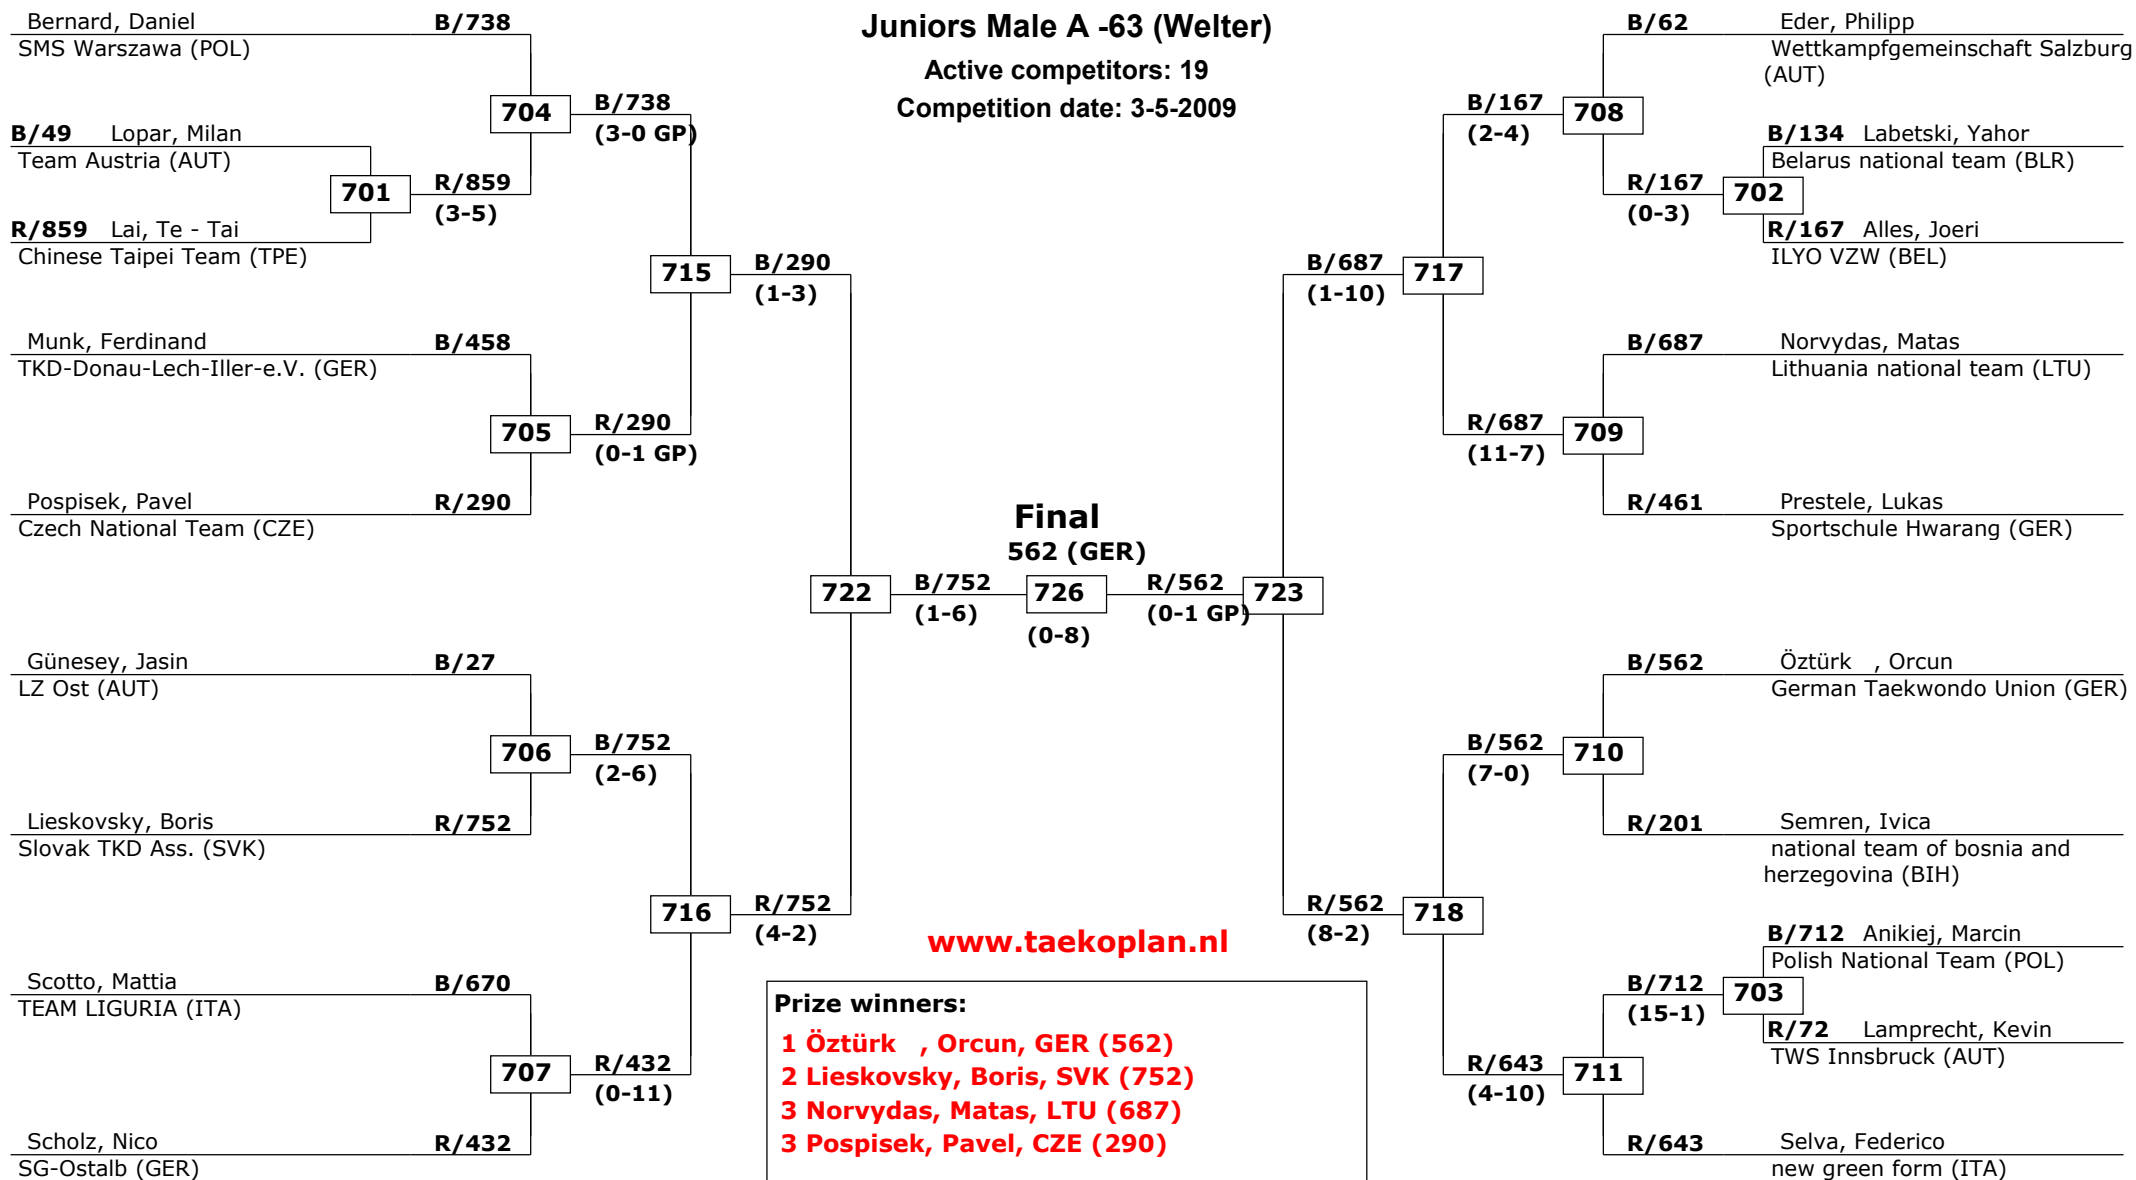 Juniors Male A -63 (Welter)
Active competitors: 19
Competition date: 3-5-2009
Bernard, Daniel B/738
SMS Warszawa (POL)
704
B/738
(3-0 GP)
B/49 Lopar, Milan
Team Austria (AUT)
701
R/859
(3-5)
R/859 Lai, Te - Tai
Chinese Taipei Team (TPE)
715
B/290
(1-3)
Munk, Ferdinand B/458
TKD-Donau-Lech-Iller-e.V. (GER)
705
R/290
(0-1 GP)
Pospisek, Pavel R/290
Czech National Team (CZE)
722
B/752
(1-6)
Günesey, Jasin B/27
LZ Ost (AUT)
706
B/752
(2-6)
Lieskovsky, Boris R/752
Slovak TKD Ass. (SVK)
716
R/752
(4-2)
Scotto, Mattia B/670
TEAM LIGURIA (ITA)
707
R/432
(0-11)
Scholz, Nico R/432
SG-Ostalb (GER)
Final
562 (GER)
726
(0-8)
R/562
(0-1 GP)
723
B/62 Eder, Philipp
Wettkampfgemeinschaft Salzburg
(AUT)
B/167
(2-4)
708
B/134 Labetski, Yahor
Belarus national team (BLR)
R/167
(0-3)
702
R/167 Alles, Joeri
ILYO VZW (BEL)
B/687
(1-10)
717
B/687 Norvydas, Matas
Lithuania national team (LTU)
R/687
(11-7)
709
R/461 Prestele, Lukas
Sportschule Hwarang (GER)
B/562 Öztürk , Orcun
German Taekwondo Union (GER)
B/562
(7-0)
710
R/201 Semren, Ivica
national team of bosnia and
herzegovina (BIH)
R/562
(8-2)
718
B/712 Anikiej, Marcin
Polish National Team (POL)
B/712
(15-1)
703
R/72 Lamprecht, Kevin
TWS Innsbruck (AUT)
R/643
(4-10)
711
R/643 Selva, Federico
new green form (ITA)
www.taekoplan.nl
Prize winners:
1 Öztürk , Orcun, GER (562)
2 Lieskovsky, Boris, SVK (752)
3 Norvydas, Matas, LTU (687)
3 Pospisek, Pavel, CZE (290)